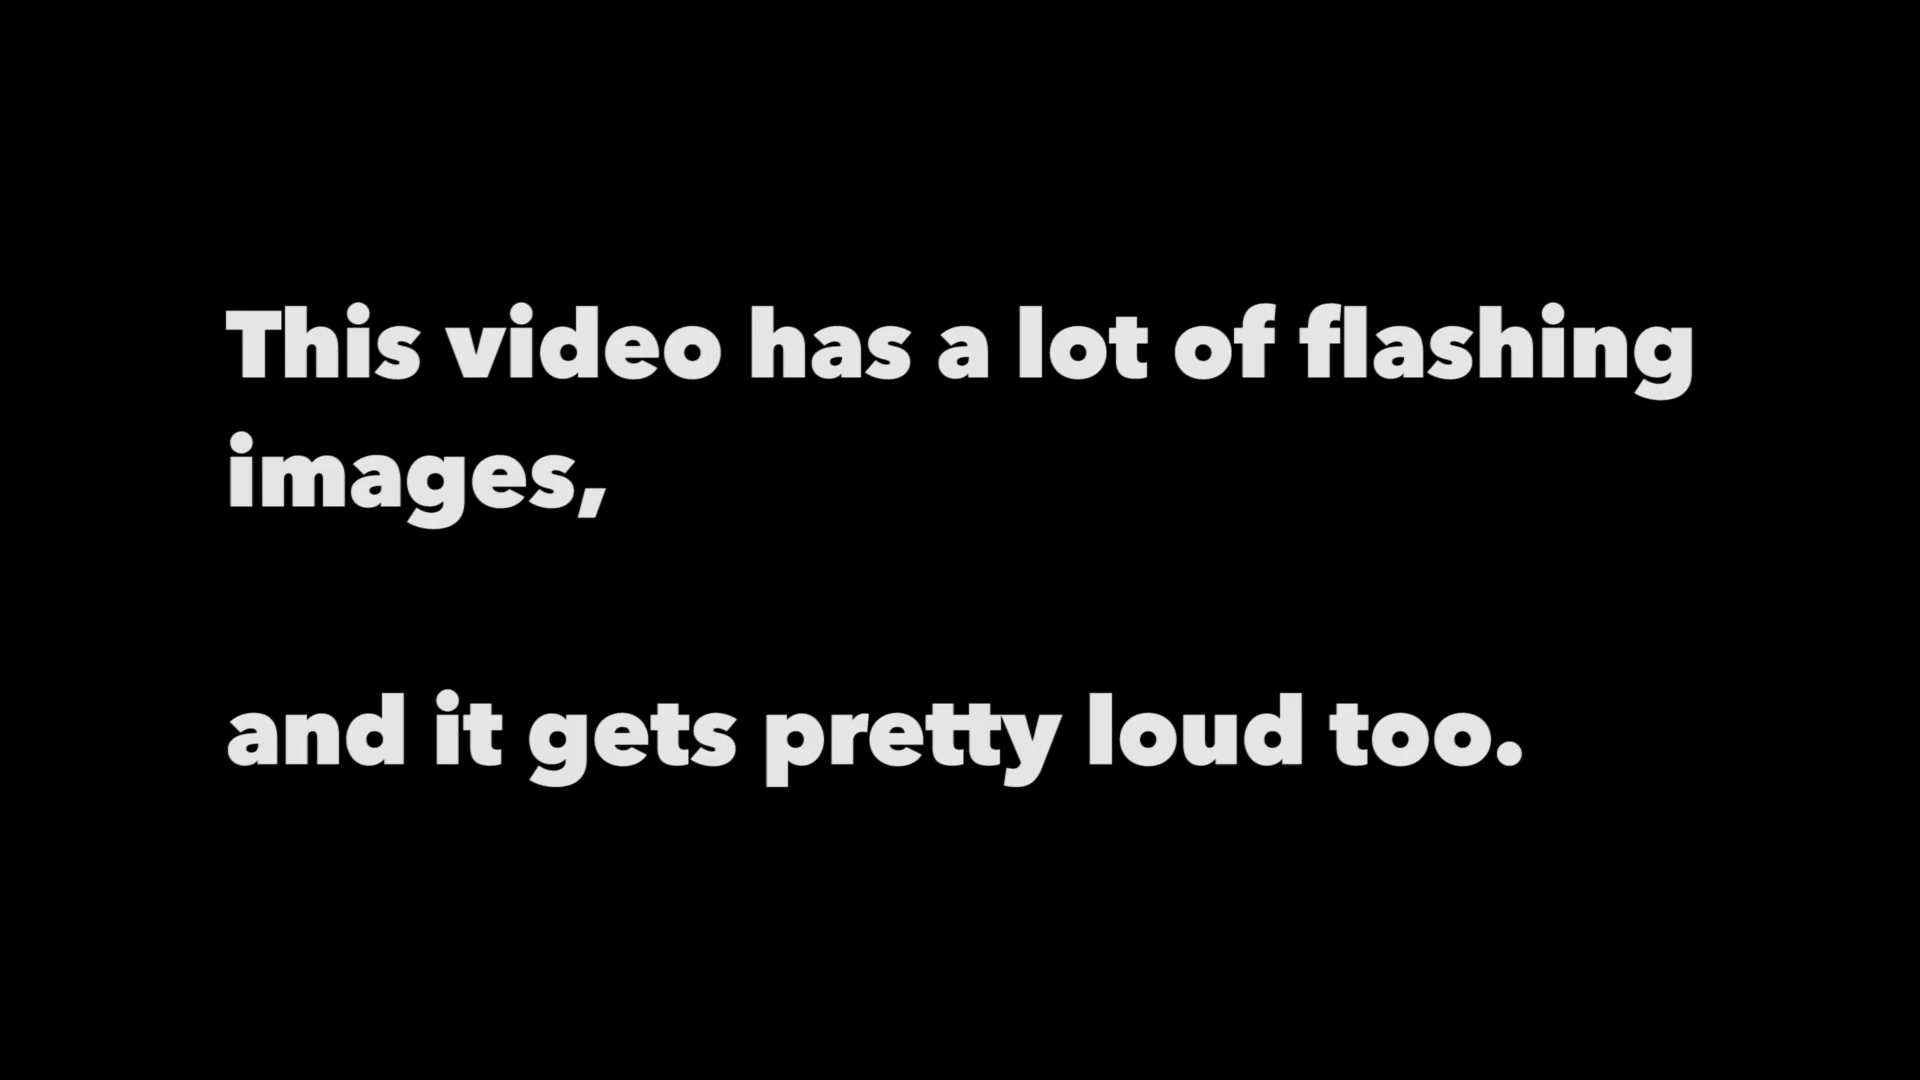 This video has a lot of flashing
images,
and it gets pretty loud too.